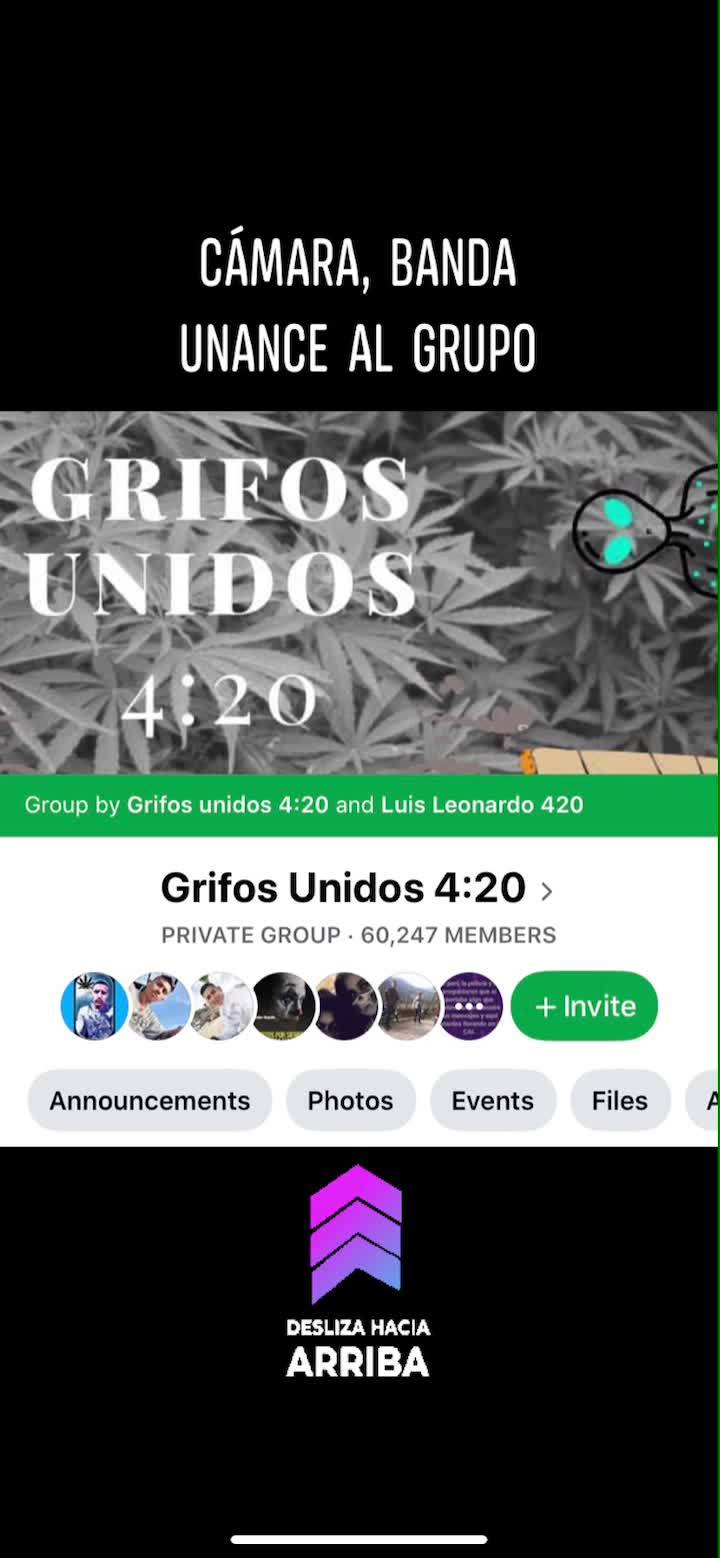 CÁMARA, BANDA
UNANCE AL GRUPO
GRIFOS
UNIDOS
4:20
Group by Grifos unidos 4:20 and Luis Leonardo 420
Grifos Unidos 4:20
PRIVATE GROUP · 60,247 MEMBERS
+ Invite
Announcements Photos Events Files
DESLIZA HACIA
ARRIBA